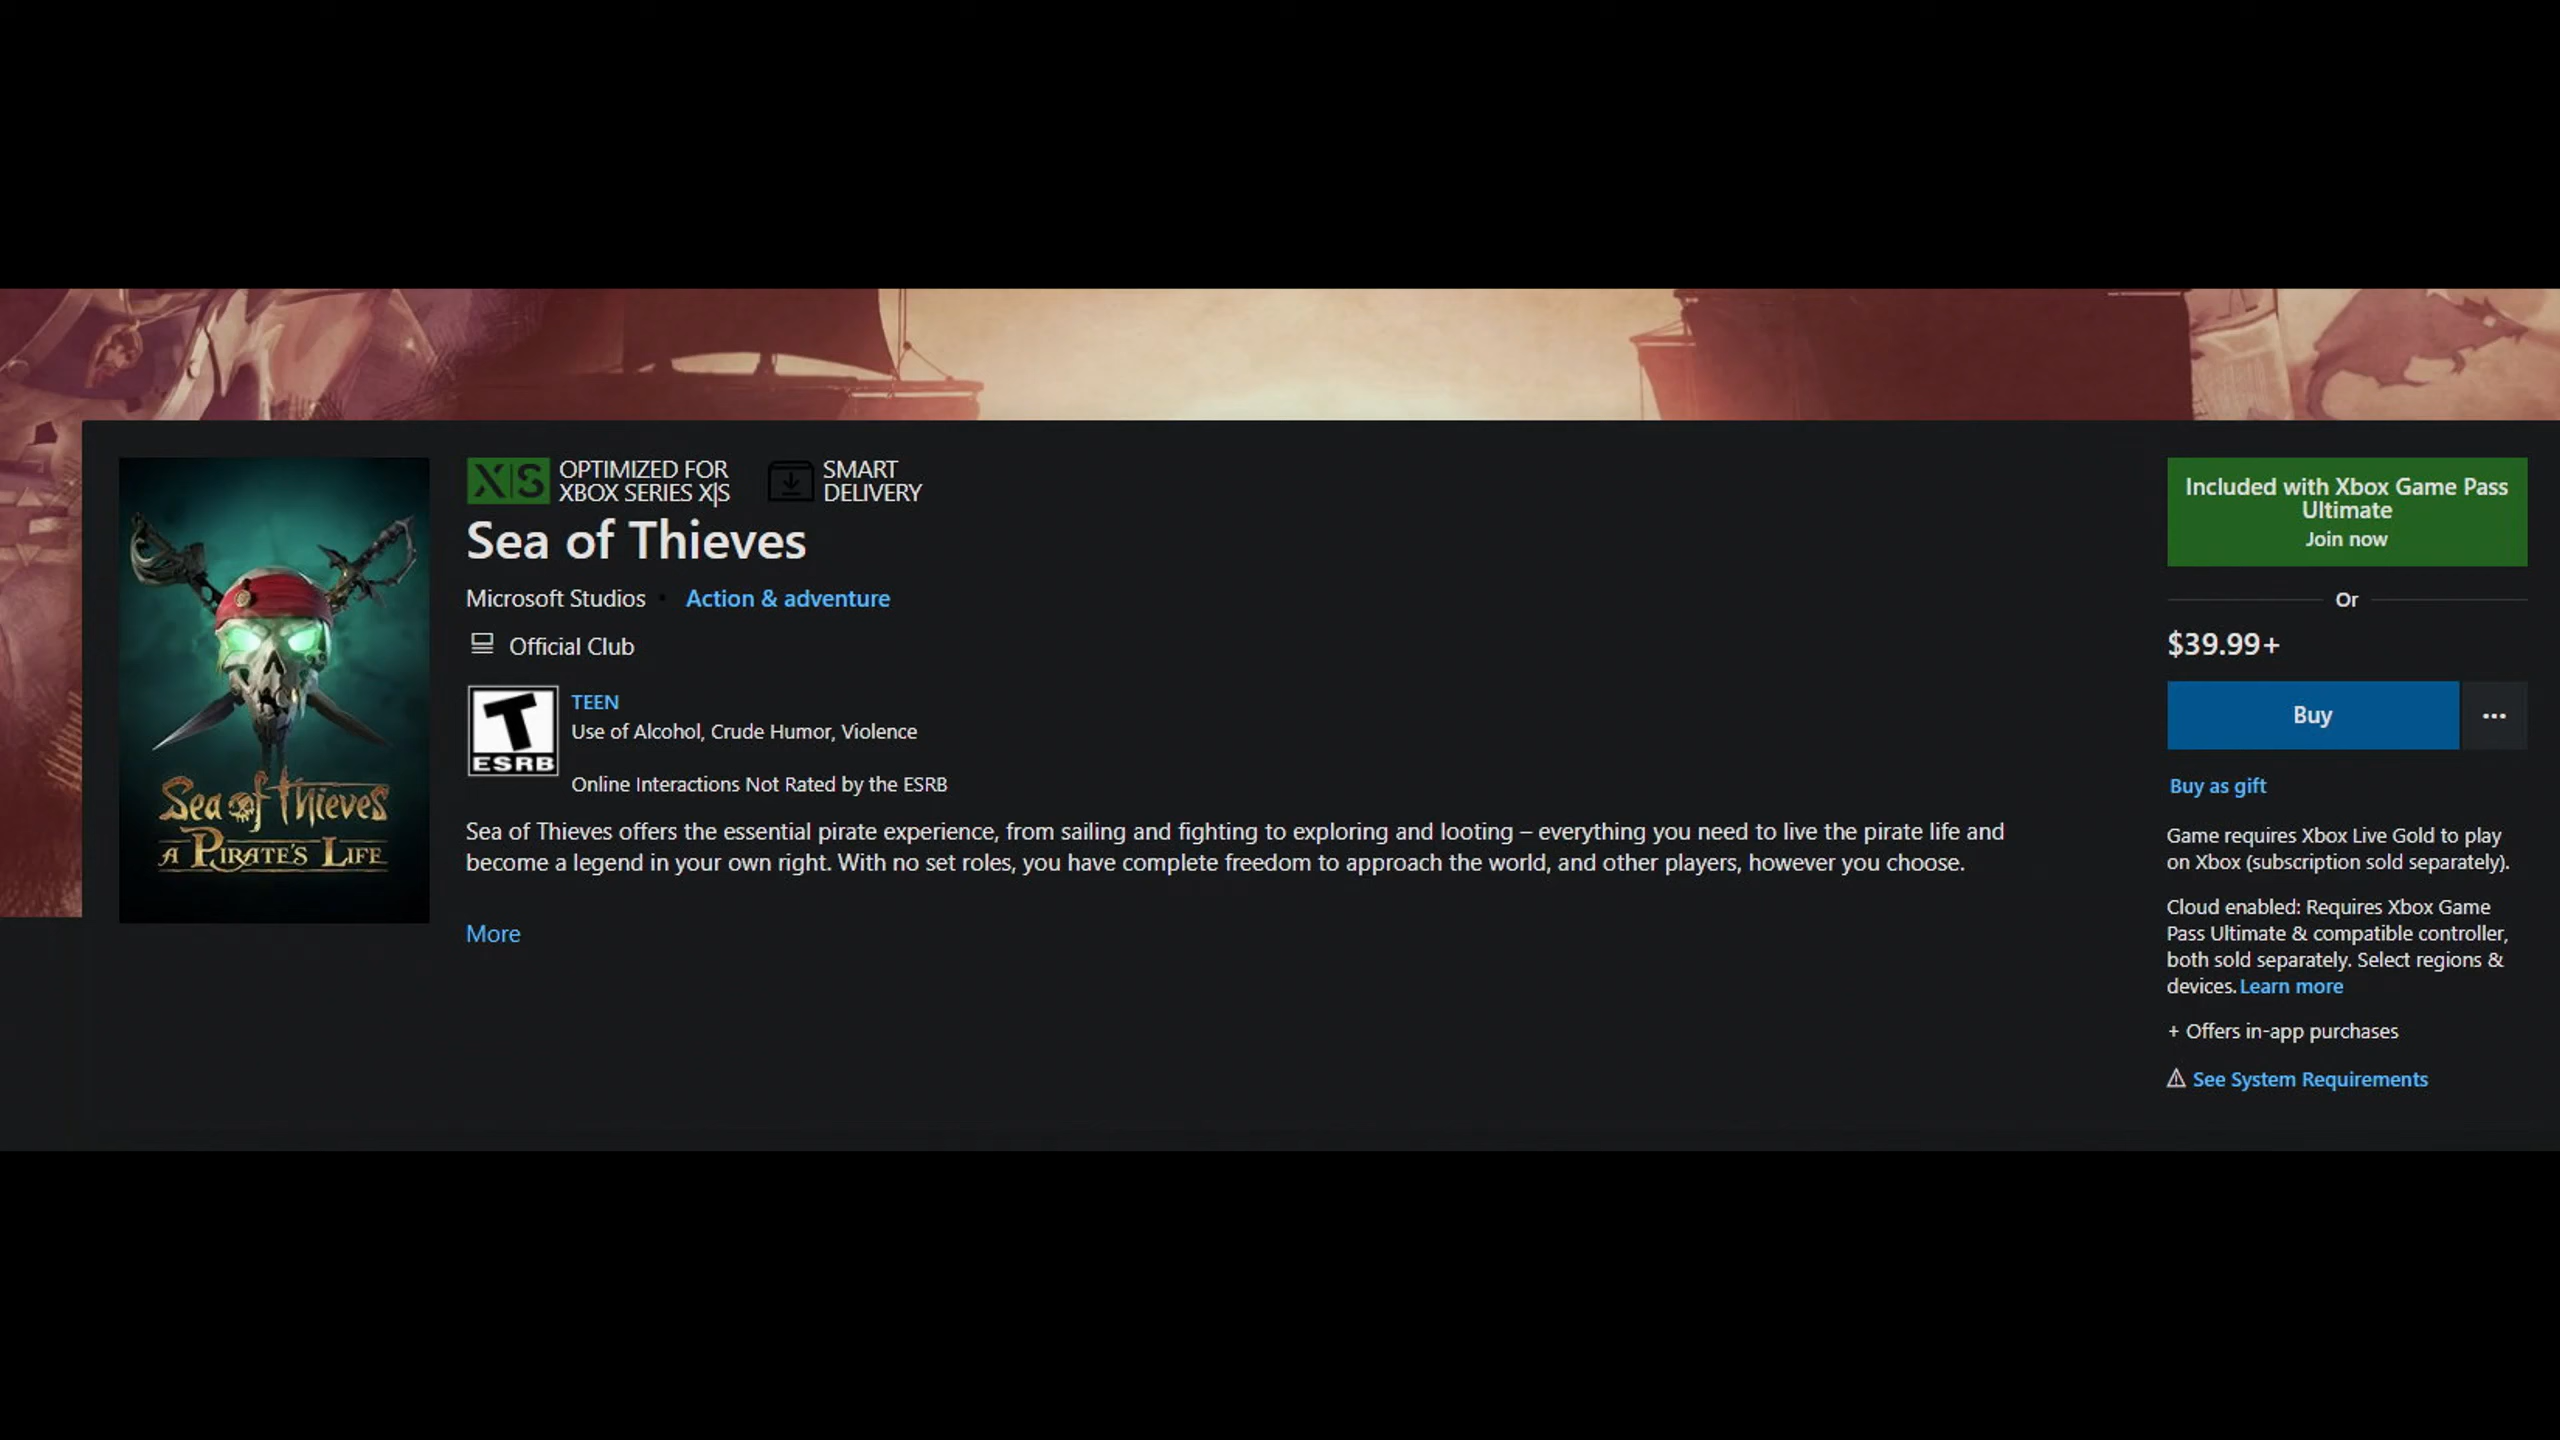 X|S OPTIMIZED FOR
XBOX SERIES X|S
SMART
DELIVERY
Sea of Thieves
Microsoft Studios • Action & adventure
Official Club
T
ESRB
TEEN
Use of Alcohol, Crude Humor, Violence
Online Interactions Not Rated by the ESRB
Sea of Thieves offers the essential pirate experience, from sailing and fighting to exploring and looting – everything you need to live the pirate life and
become a legend in your own right. With no set roles, you have complete freedom to approach the world, and other players, however you choose.
More
Sea of Thieves
A Pirate's Life
Included with Xbox Game Pass
Ultimate
Join now
Or
$39.99+
Buy
Buy as gift
Game requires Xbox Live Gold to play
on Xbox (subscription sold separately).
Cloud enabled: Requires Xbox Game
Pass Ultimate & compatible controller,
both sold separately. Select regions &
devices. Learn more
+ Offers in-app purchases
See System Requirements